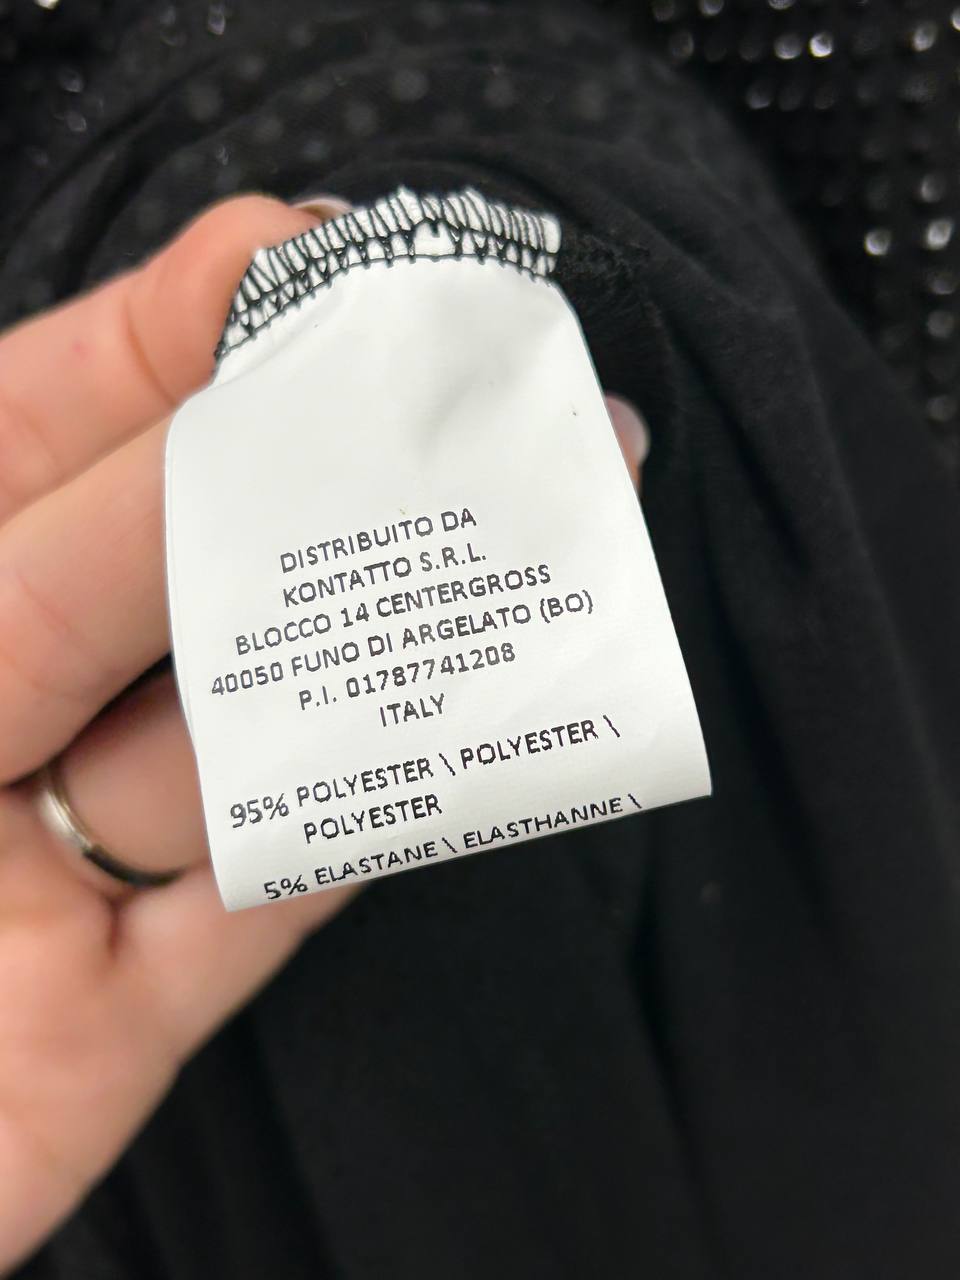 DISTRIBUITO DA
KONTATTO S.R.L.
BLOCCO 14 CENTERGROSS
40050 FUNO DI ARGELATO (BO)
P.I. 01787741208
ITALY
95% POLYESTER \ POLYESTER \
POLYESTER
5% ELASTANE \ ELASTHANNE \